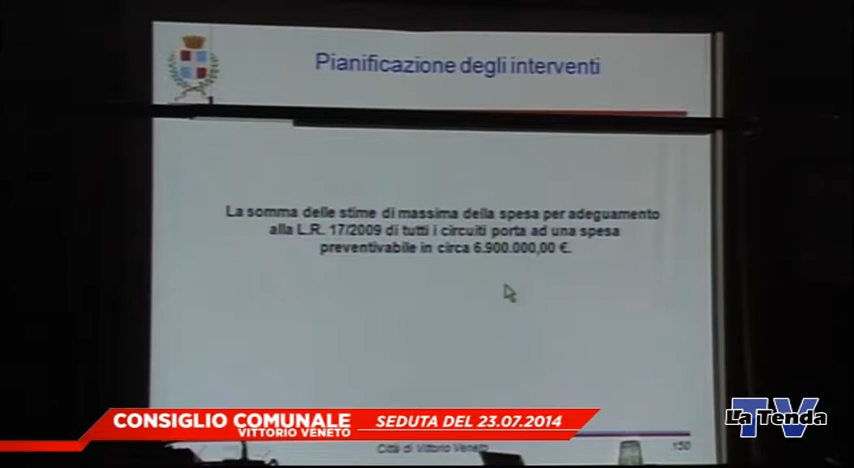 Pianificazione degli interventi
La somma delle stime di massima della spesa per adeguamento
alla L.R. 17/2009 di tutti i circuiti porta ad una spesa
preventivabile in circa 6.900.000,00 €.
CONSIGLIO COMUNALE
VITTORIO VENETO
SEDUTA DEL 23.07.2014
TV
La Tenda
Città di Vittorio Veneto
150